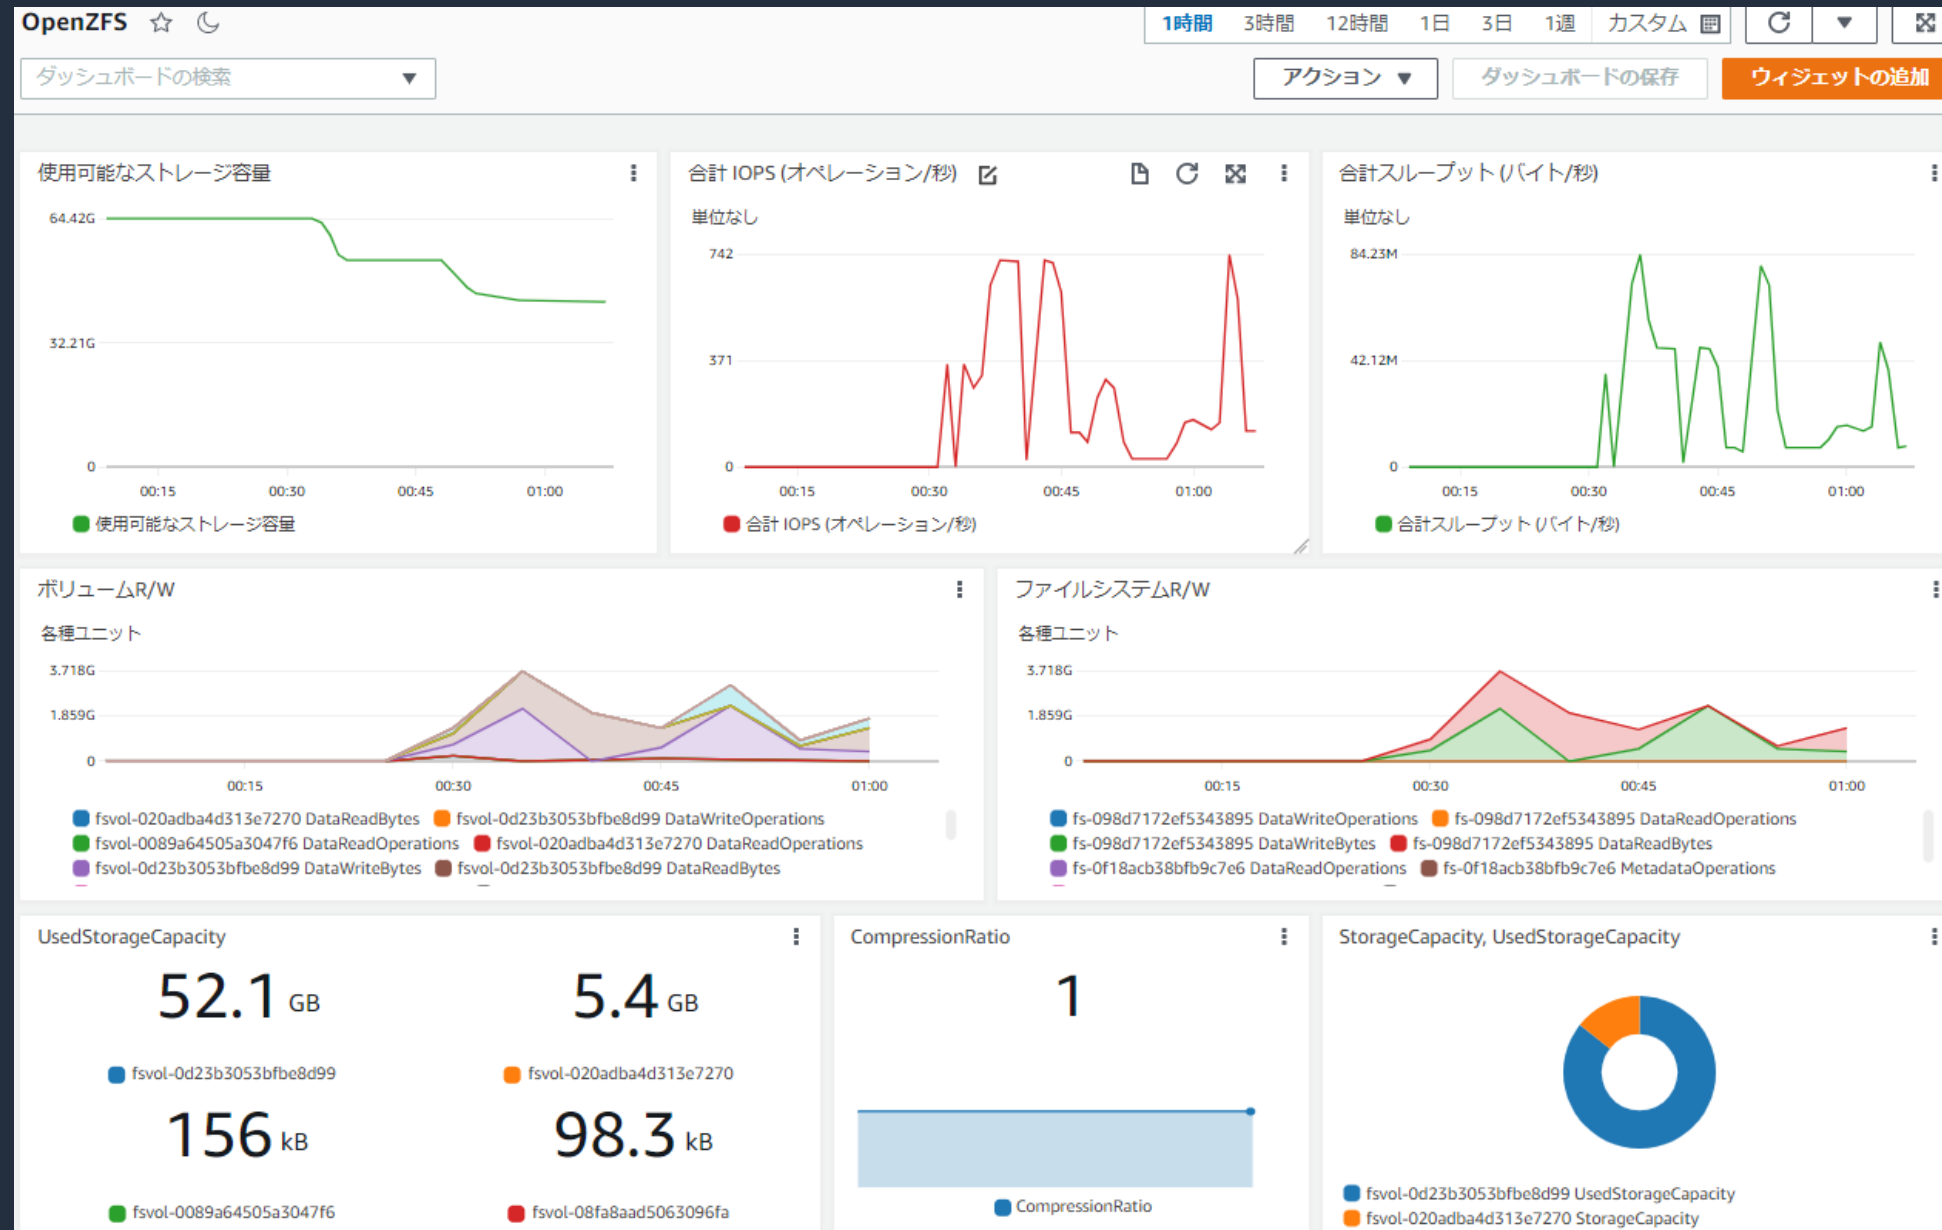 OpenZFS
1時間 3時間 12時間 1日 3日 1週 カスタム
ダッシュボードの検索
アクション ダッシュボードの保存 ウィジェットの追加
使用可能なストレージ容量
64.42G
32.21G
0
00:15 00:30 00:45 01:00
使用可能なストレージ容量
合計 IOPS (オペレーション/秒)
単位なし
742
371
0
00:15 00:30 00:45 01:00
合計 IOPS (オペレーション/秒)
合計スループット (バイト/秒)
単位なし
84.23M
42.12M
0
00:15 00:30 00:45 01:00
合計スループット (バイト/秒)
ボリュームR/W
各種ユニット
3.718G
1.859G
0
00:15 00:30 00:45 01:00
fsvol-020adba4d313e7270 DataReadBytes fsvol-0d23b3053bfbe8d99 DataWriteOperations
fsvol-0089a64505a3047f6 DataReadOperations fsvol-020adba4d313e7270 DataReadOperations
fsvol-0d23b3053bfbe8d99 DataWriteBytes fsvol-0d23b3053bfbe8d99 DataReadBytes
ファイルシステムR/W
各種ユニット
3.718G
1.859G
0
00:15 00:30 00:45 01:00
fs-098d7172ef5343895 DataWriteOperations fs-098d7172ef5343895 DataReadOperations
fs-098d7172ef5343895 DataWriteBytes fs-098d7172ef5343895 DataReadBytes
fs-0f18acb38bfb9c7e6 DataReadOperations fs-0f18acb38bfb9c7e6 MetadataOperations
UsedStorageCapacity
52.1 GB 5.4 GB
fsvol-0d23b3053bfbe8d99 fsvol-020adba4d313e7270
156 kB 98.3 kB
fsvol-0089a64505a3047f6 fsvol-08fa8aad5063096fa
CompressionRatio
1
CompressionRatio
StorageCapacity, UsedStorageCapacity
fsvol-0d23b3053bfbe8d99 UsedStorageCapacity
fsvol-020adba4d313e7270 StorageCapacity